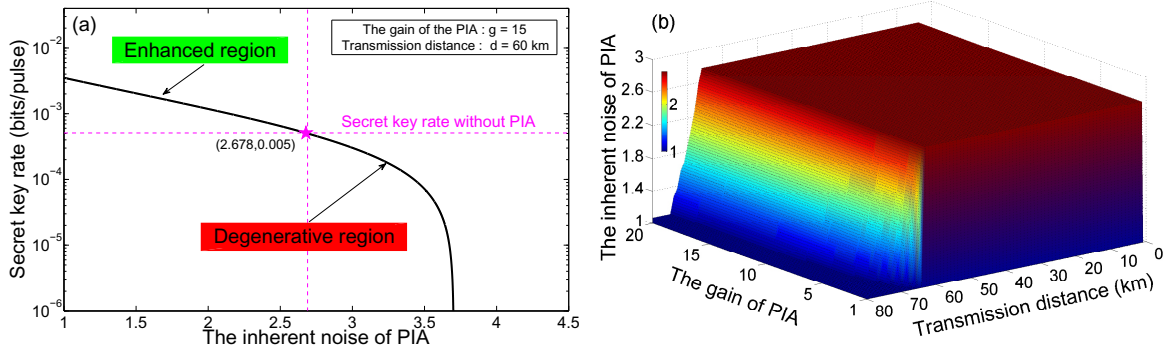 (a)
The gain of the PIA : g = 15
Transmission distance : d = 60 km
Enhanced region
Secret key rate without PIA
(2.678,0.005)
Degenerative region
Secret key rate (bits/pulse)
10⁻²
10⁻³
10⁻⁴
10⁻⁵
10⁻⁶
1 1.5 2 2.5 3 3.5 4 4.5
The inherent noise of PIA
(b)
The inherent noise of PIA
3
2.6
2.2
1.8
1.4
1
2
1
20 15 10 5 1
The gain of PIA
80 70 60 50 40 30 20 10 0
Transmission distance (km)